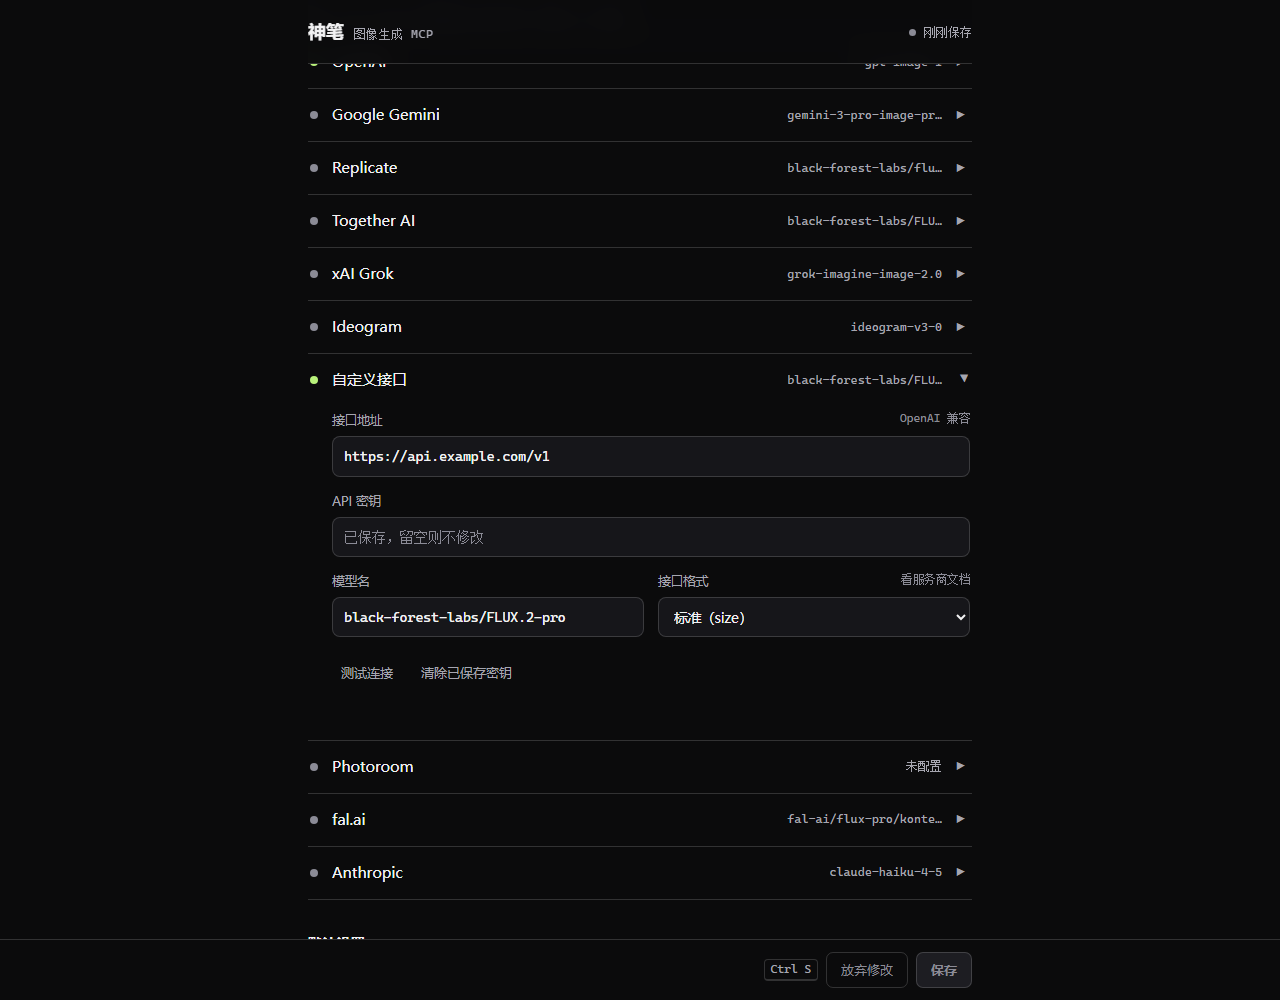 神笔 图像生成 MCP
刚刚保存
OpenAI gpt-image-1
Google Gemini gemini-3-pro-image-pr…
Replicate black-forest-labs/flu…
Together AI black-forest-labs/FLU…
xAI Grok grok-imagine-image-2.0
Ideogram ideogram-v3-0
自定义接口 black-forest-labs/FLU…
接口地址 OpenAI 兼容
https://api.example.com/v1
API 密钥
已保存，留空则不修改
模型名 接口格式 看服务商文档
black-forest-labs/FLUX.2-pro 标准（size）
测试连接 清除已保存密钥
Photoroom 未配置
fal.ai fal-ai/flux-pro/konte…
Anthropic claude-haiku-4-5
Ctrl S 放弃修改 保存